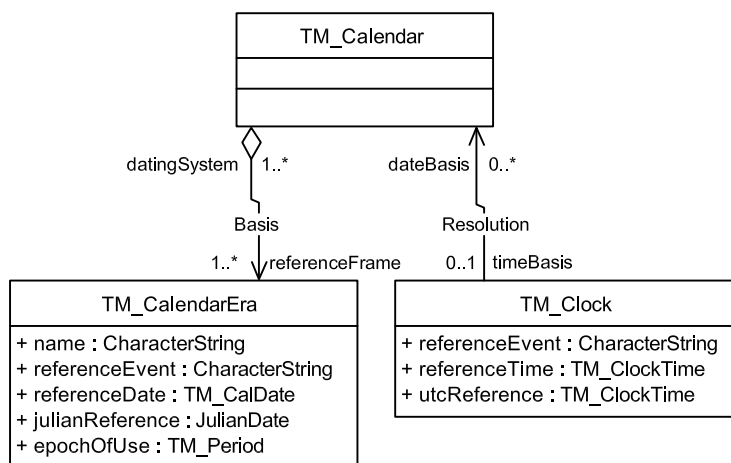 TM_Calendar
datingSystem 1..* dateBasis 0..*
Basis Resolution
1..* referenceFrame 0..1 timeBasis
TM_CalendarEra
+ name : CharacterString
+ referenceEvent : CharacterString
+ referenceDate : TM_CalDate
+ julianReference : JulianDate
+ epochOfUse : TM_Period
TM_Clock
+ referenceEvent : CharacterString
+ referenceTime : TM_ClockTime
+ utcReference : TM_ClockTime